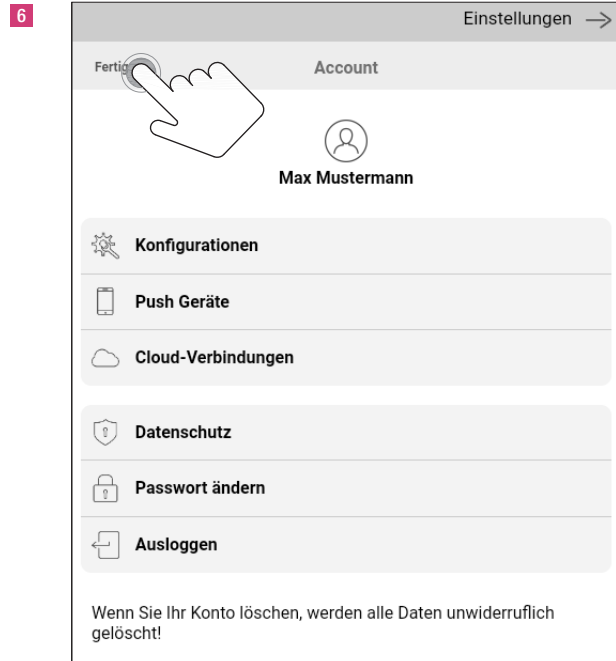 6
Einstellungen
Fertig
Account
Max Mustermann
Konfigurationen
Push Geräte
Cloud-Verbindungen
Datenschutz
Passwort ändern
Ausloggen
Wenn Sie Ihr Konto löschen, werden alle Daten unwiderruflich
gelöscht!